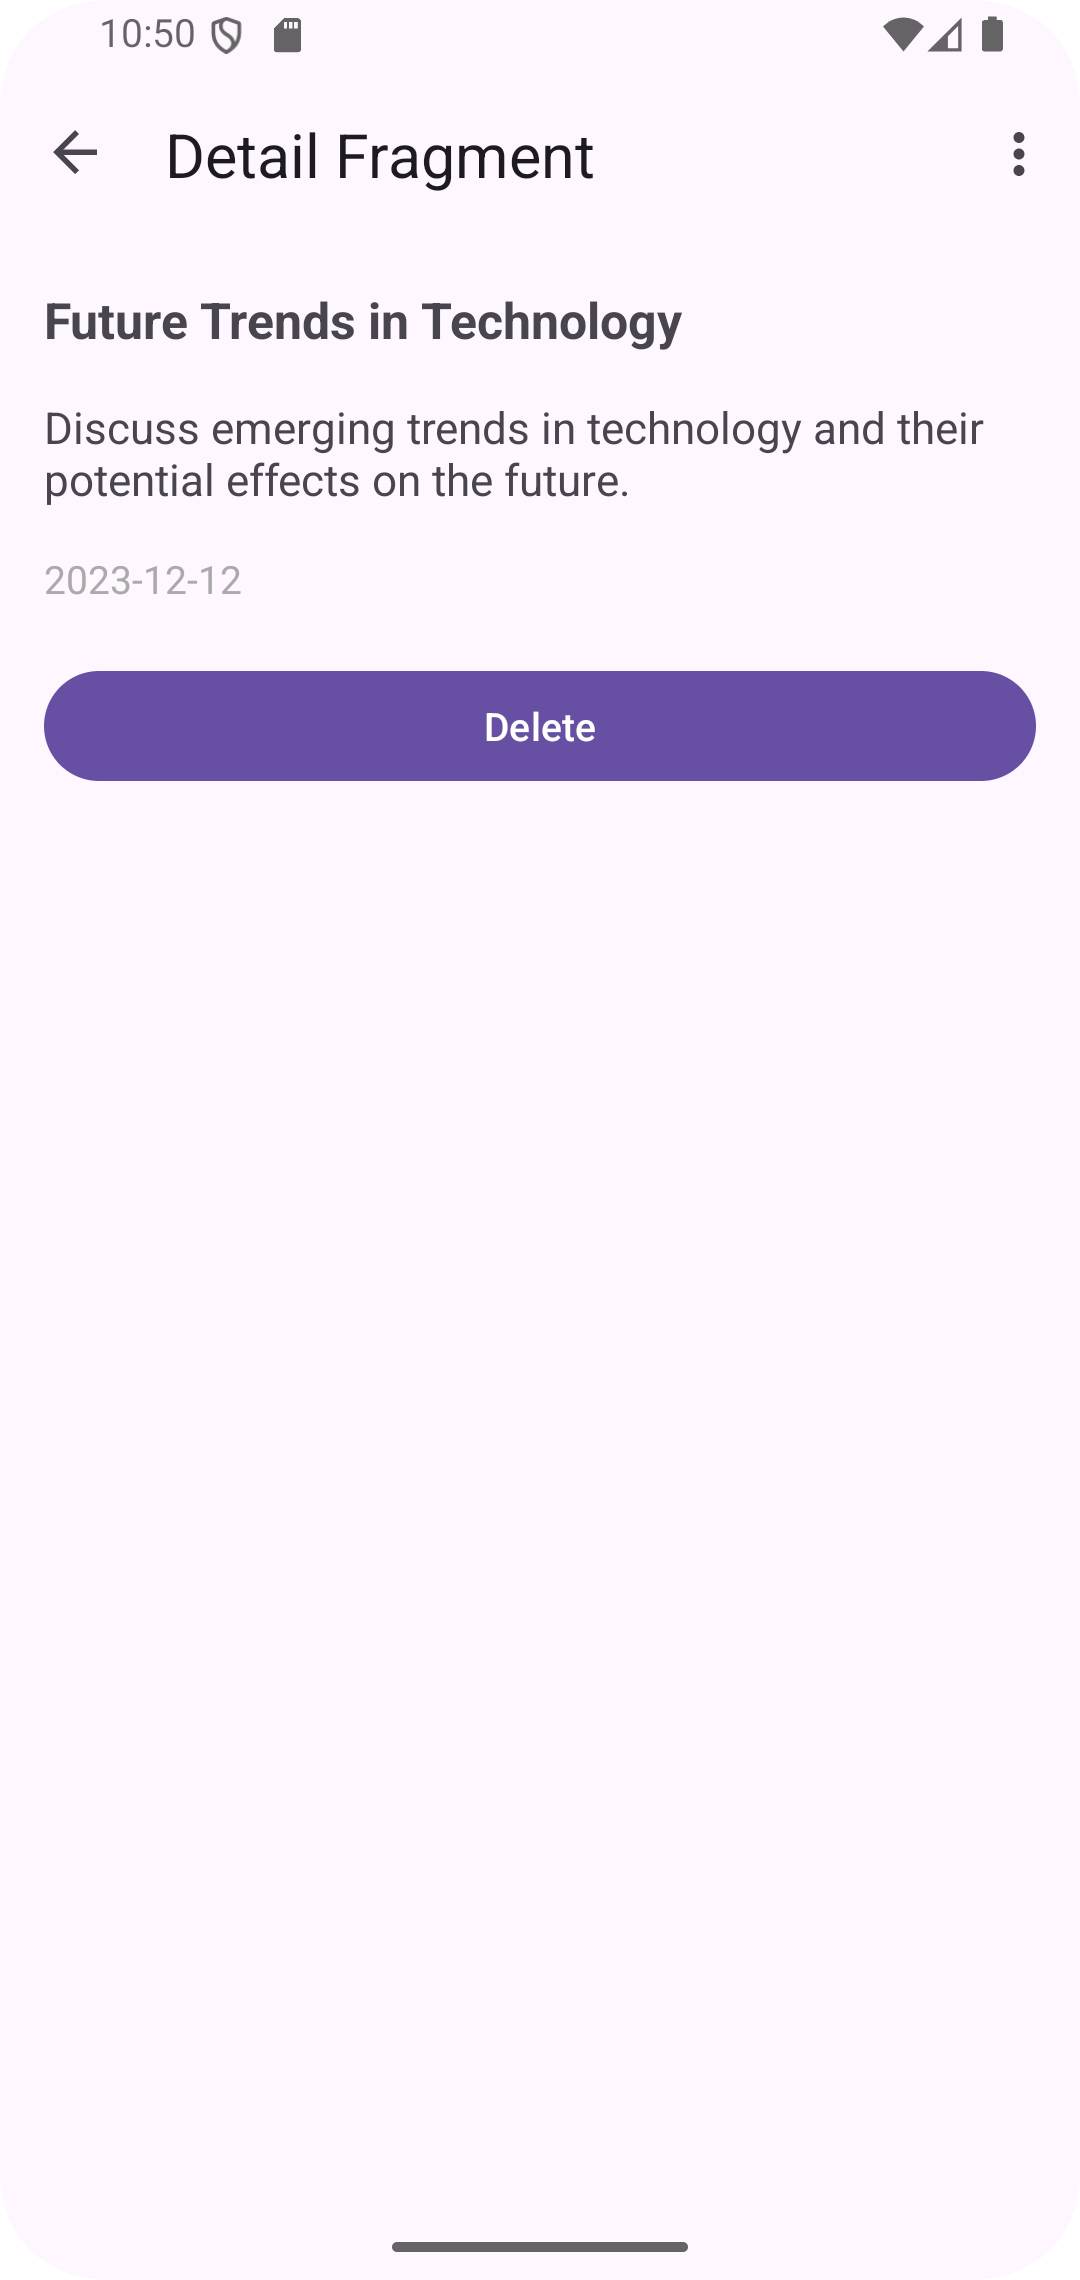 10:50
Detail Fragment
Future Trends in Technology
Discuss emerging trends in technology and their
potential effects on the future.
2023-12-12
Delete